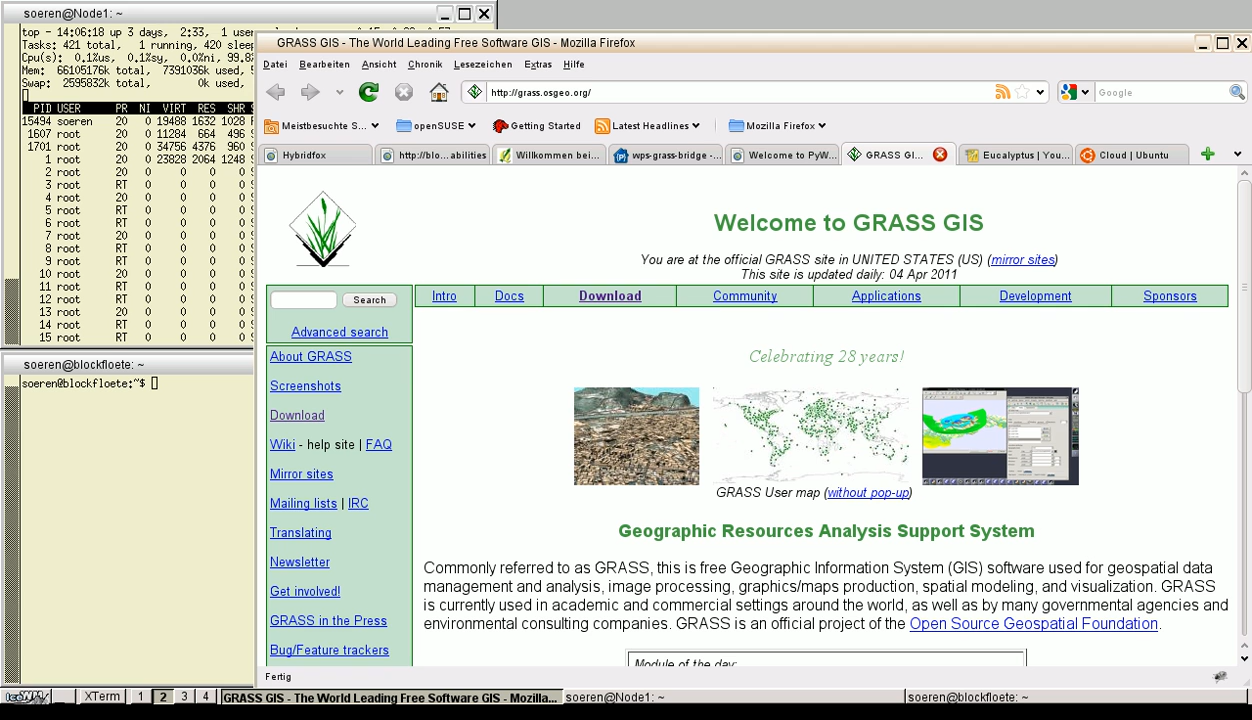 soeren@Node1: ~
top - 14:06:18 up 3 days, 2:33, 1 user
Tasks: 421 total, 1 running, 420 sleep
Cpu(s): 0.1%us, 0.1%sy, 0.0%ni, 99.8%
Mem: 66105176k total, 7391036k used,
Swap: 2595832k total, 0k used,
PID USER PR NI VIRT RES SHR S
15494 soeren 20 0 19488 1632 1028 R
1607 root 20 0 11284 664 496 S
1701 root 20 0 34756 4376 960 S
1 root 20 0 23828 2064 1248 S
2 root 20 0 0 0 0 S
3 root RT 0 0 0 0 S
4 root 20 0 0 0 0 S
5 root RT 0 0 0 0 S
6 root RT 0 0 0 0 S
7 root 20 0 0 0 0 S
8 root RT 0 0 0 0 S
9 root RT 0 0 0 0 S
10 root 20 0 0 0 0 S
11 root RT 0 0 0 0 S
12 root RT 0 0 0 0 S
13 root 20 0 0 0 0 S
14 root RT 0 0 0 0 S
15 root RT 0 0 0 0 S
soeren@blockfloete: ~
soeren@blockfloete:~$
GRASS GIS - The World Leading Free Software GIS - Mozilla Firefox
Datei Bearbeiten Ansicht Chronik Lesezeichen Extras Hilfe
http://grass.osgeo.org/ Google
Meistbesuchte S... openSUSE Getting Started Latest Headlines Mozilla Firefox
Hybridfox http://blo...abilities Willkommen bei... wps-grass-bridge -... Welcome to PyW... GRASS GI... Eucalyptus | You... Cloud | Ubuntu
Welcome to GRASS GIS
You are at the official GRASS site in UNITED STATES (US) (mirror sites)
This site is updated daily: 04 Apr 2011
Search
Advanced search
Intro Docs Download Community Applications Development Sponsors
About GRASS
Screenshots
Download
Wiki - help site | FAQ
Mirror sites
Mailing lists | IRC
Translating
Newsletter
Get involved!
GRASS in the Press
Bug/Feature trackers
Celebrating 28 years!
GRASS User map (without pop-up)
Geographic Resources Analysis Support System
Commonly referred to as GRASS, this is free Geographic Information System (GIS) software used for geospatial data
management and analysis, image processing, graphics/maps production, spatial modeling, and visualization. GRASS
is currently used in academic and commercial settings around the world, as well as by many governmental agencies and
environmental consulting companies. GRASS is an official project of the Open Source Geospatial Foundation.
Module of the day:
Fertig
XTerm 1 2 3 4 GRASS GIS - The World Leading Free Software GIS - Mozilla... soeren@Node1: ~ soeren@blockfloete: ~